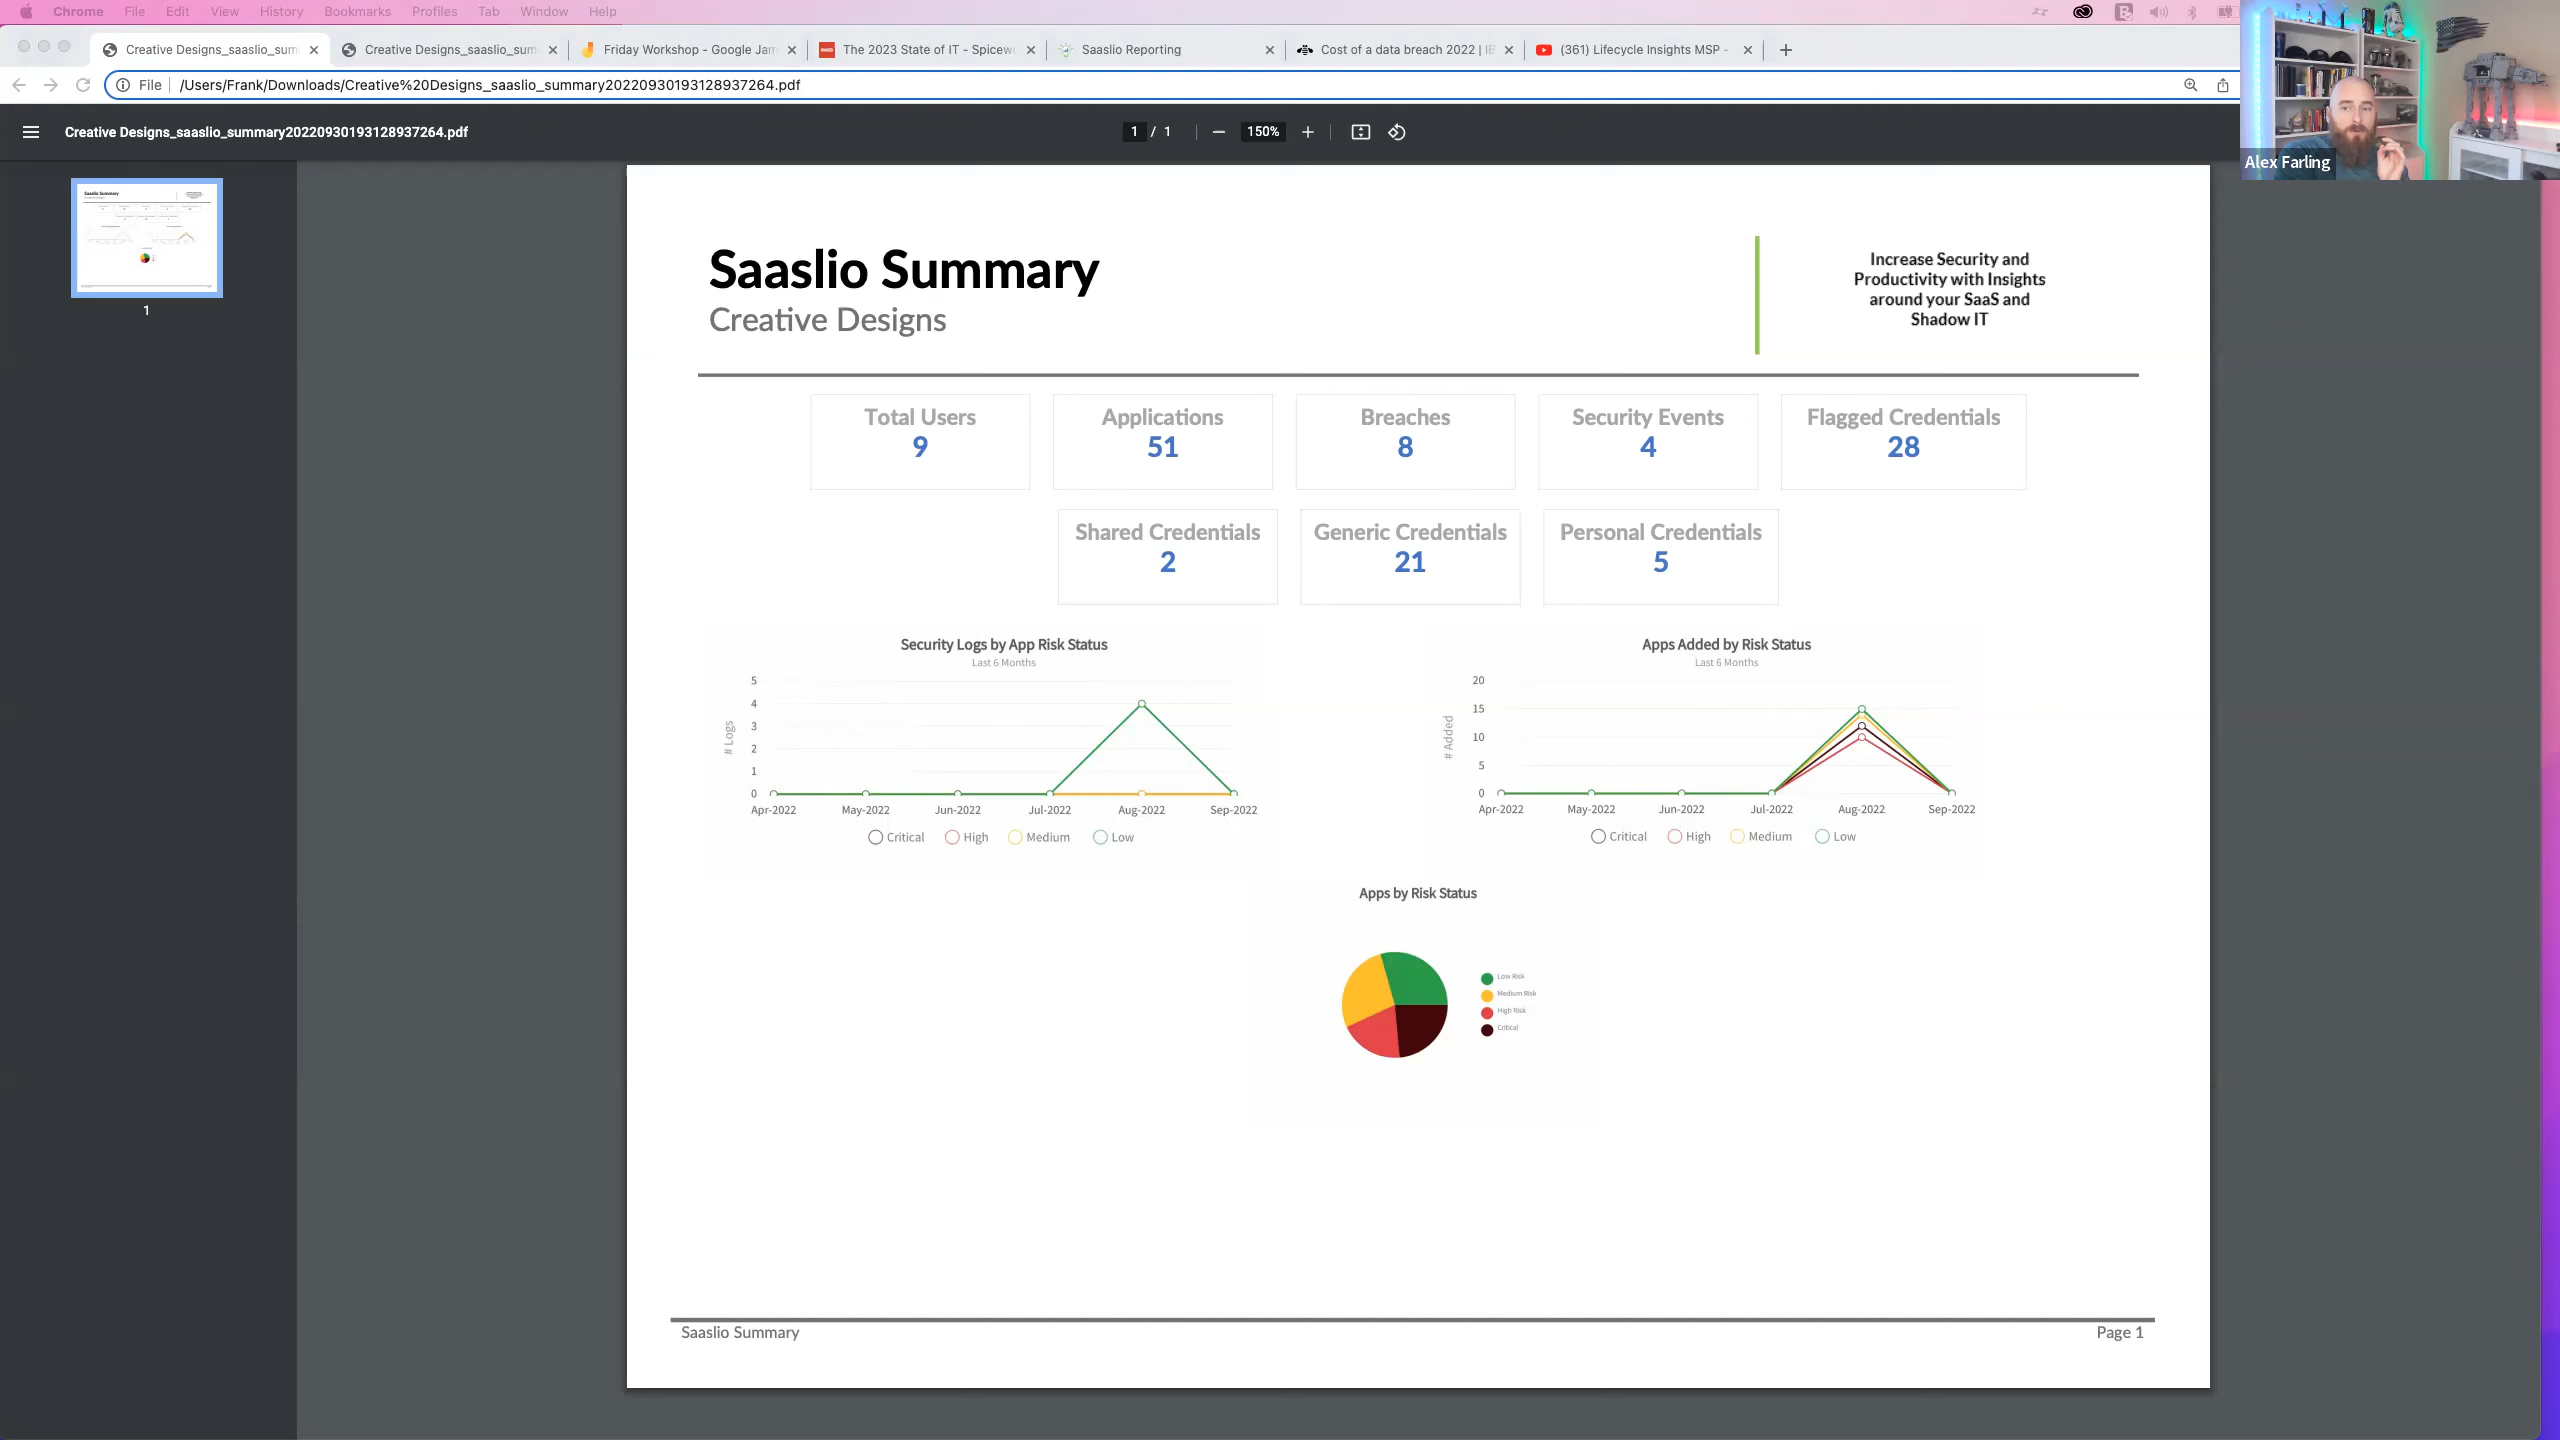 Chrome File Edit View History Bookmarks Profiles Tab Window Help
Creative Designs_saaslio_sum
Creative Designs_saaslio_sum
Friday Workshop - Google Jam
The 2023 State of IT - Spicew
Saaslio Reporting
Cost of a data breach 2022 | IB
(361) Lifecycle Insights MSP -
File /Users/Frank/Downloads/Creative%20Designs_saaslio_summary20220930193128937264.pdf
Creative Designs_saaslio_summary20220930193128937264.pdf
1 / 1
150%
Alex Farling
1
Saaslio Summary
Creative Designs
Increase Security and
Productivity with Insights
around your SaaS and
Shadow IT
Total Users
9
Applications
51
Breaches
8
Security Events
4
Flagged Credentials
28
Shared Credentials
2
Generic Credentials
21
Personal Credentials
5
Security Logs by App Risk Status
Last 6 Months
# Logs
5
4
3
2
1
0
Apr-2022 May-2022 Jun-2022 Jul-2022 Aug-2022 Sep-2022
Critical High Medium Low
Apps Added by Risk Status
Last 6 Months
# Added
20
15
10
5
0
Apr-2022 May-2022 Jun-2022 Jul-2022 Aug-2022 Sep-2022
Critical High Medium Low
Apps by Risk Status
Low Risk
Medium Risk
High Risk
Critical
Saaslio Summary
Page 1